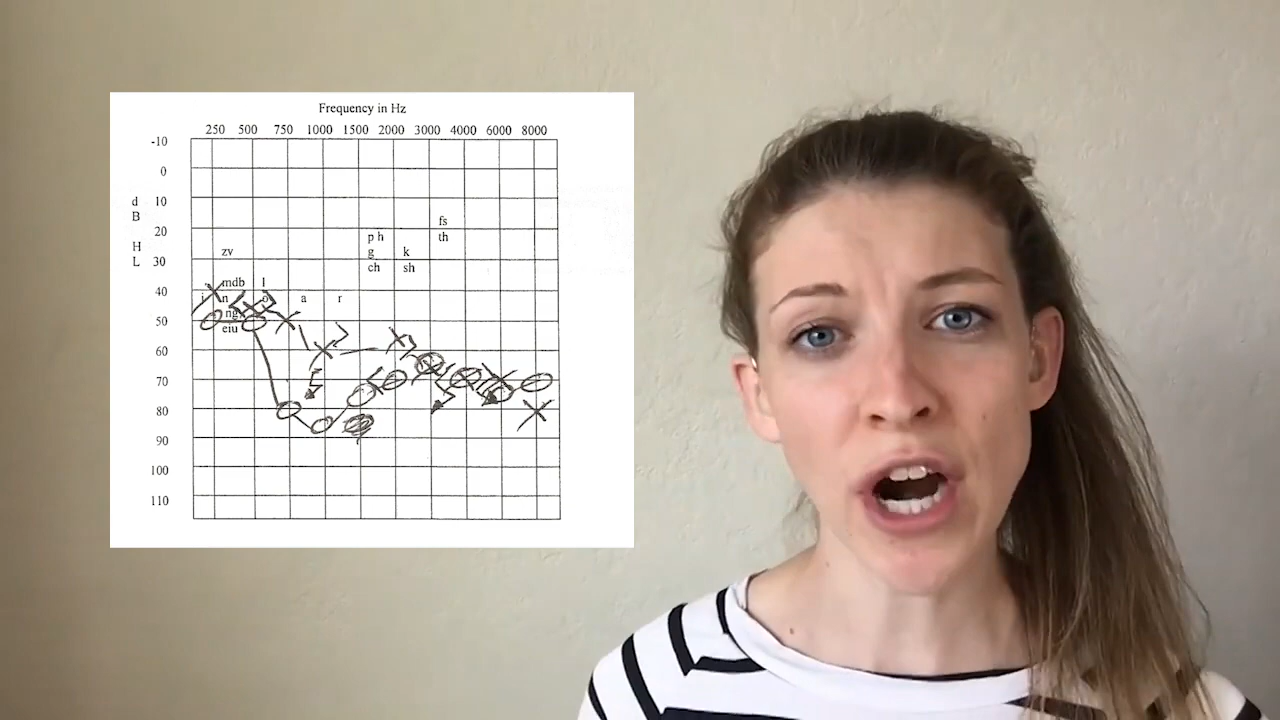 Frequency in Hz
250 500 750 1000 1500 2000 3000 4000 6000 8000
-10
0
d 10
B
fs
20 p h th
H zv g k
L 30 ch sh
mdb l
40 i n o a r
ng
50 eiu
60
70
80
90
100
110